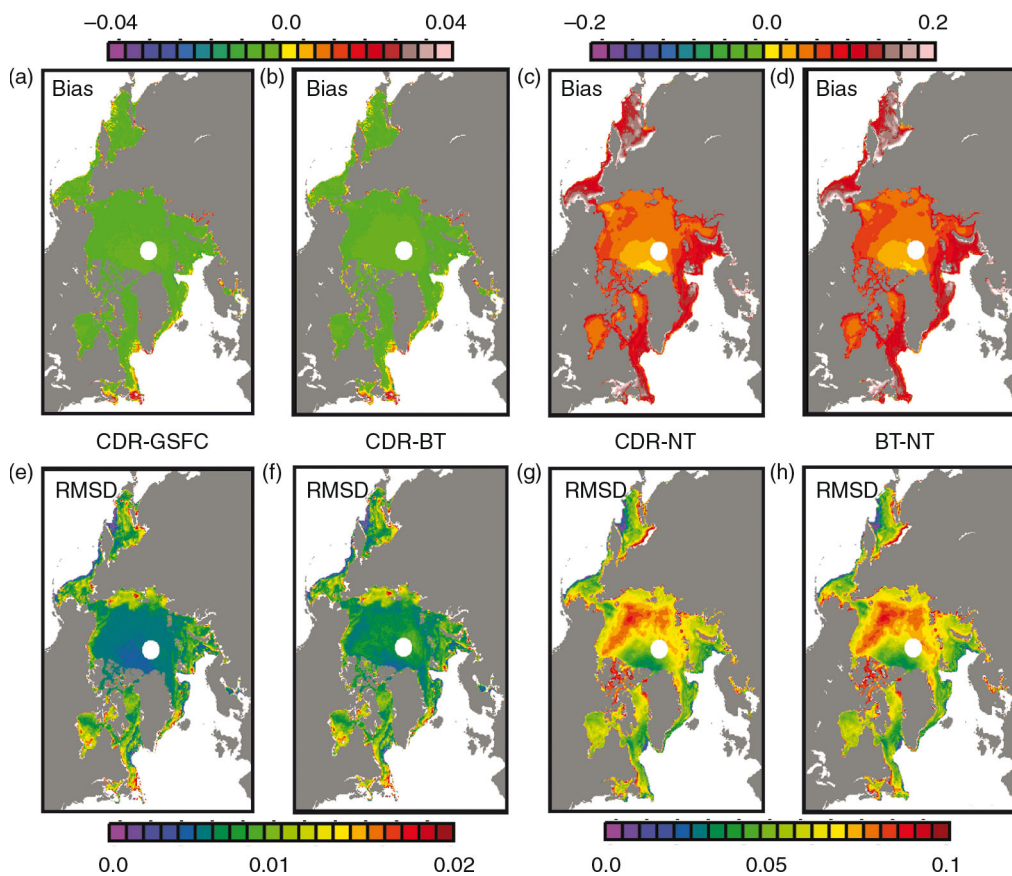 −0.04 0.0 0.04
−0.2 0.0 0.2
(a) Bias
(b) Bias
(c) Bias
(d) Bias
CDR-GSFC
CDR-BT
CDR-NT
BT-NT
(e) RMSD
(f) RMSD
(g) RMSD
(h) RMSD
0.0 0.01 0.02
0.0 0.05 0.1